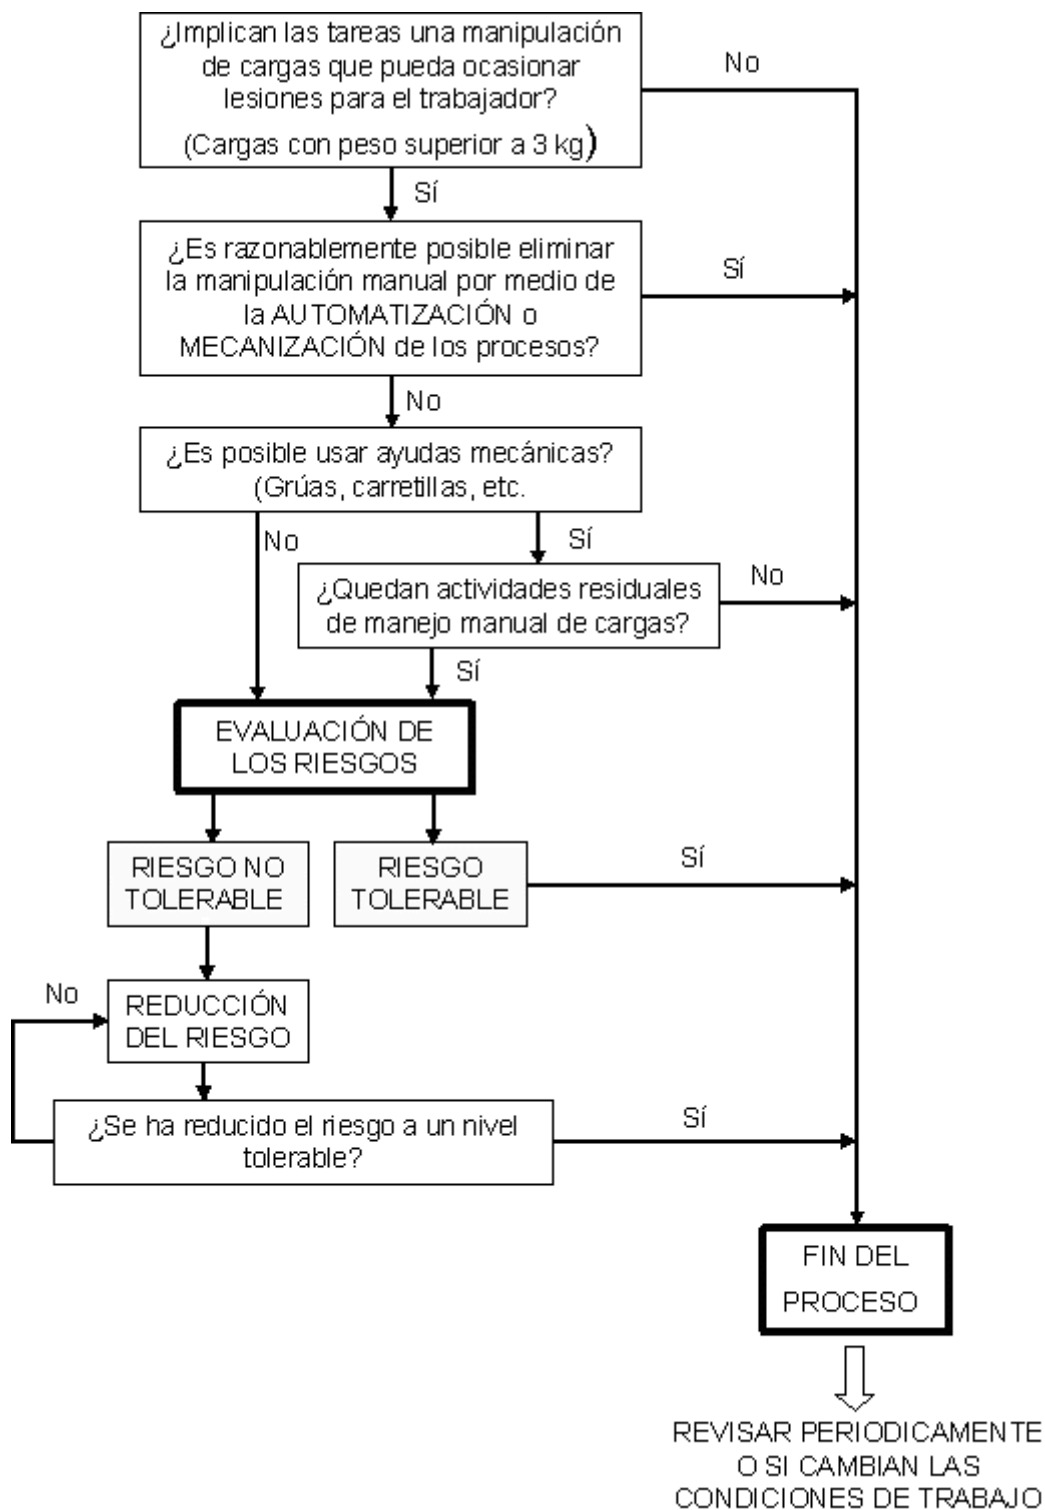 ¿Implican las tareas una manipulación
de cargas que pueda ocasionar
lesiones para el trabajador?
(Cargas con peso superior a 3 kg)
No
Sí
¿Es razonablemente posible eliminar
la manipulación manual por medio de
la AUTOMATIZACIÓN o
MECANIZACIÓN de los procesos?
Sí
No
¿Es posible usar ayudas mecánicas?
(Grúas, carretillas, etc.
No
Sí
¿Quedan actividades residuales
de manejo manual de cargas?
No
Sí
EVALUACIÓN DE
LOS RIESGOS
RIESGO NO
TOLERABLE
RIESGO
TOLERABLE
Sí
No
REDUCCIÓN
DEL RIESGO
¿Se ha reducido el riesgo a un nivel
tolerable?
Sí
FIN DEL
PROCESO
REVISAR PERIODICAMENTE
O SI CAMBIAN LAS
CONDICIONES DE TRABAJO